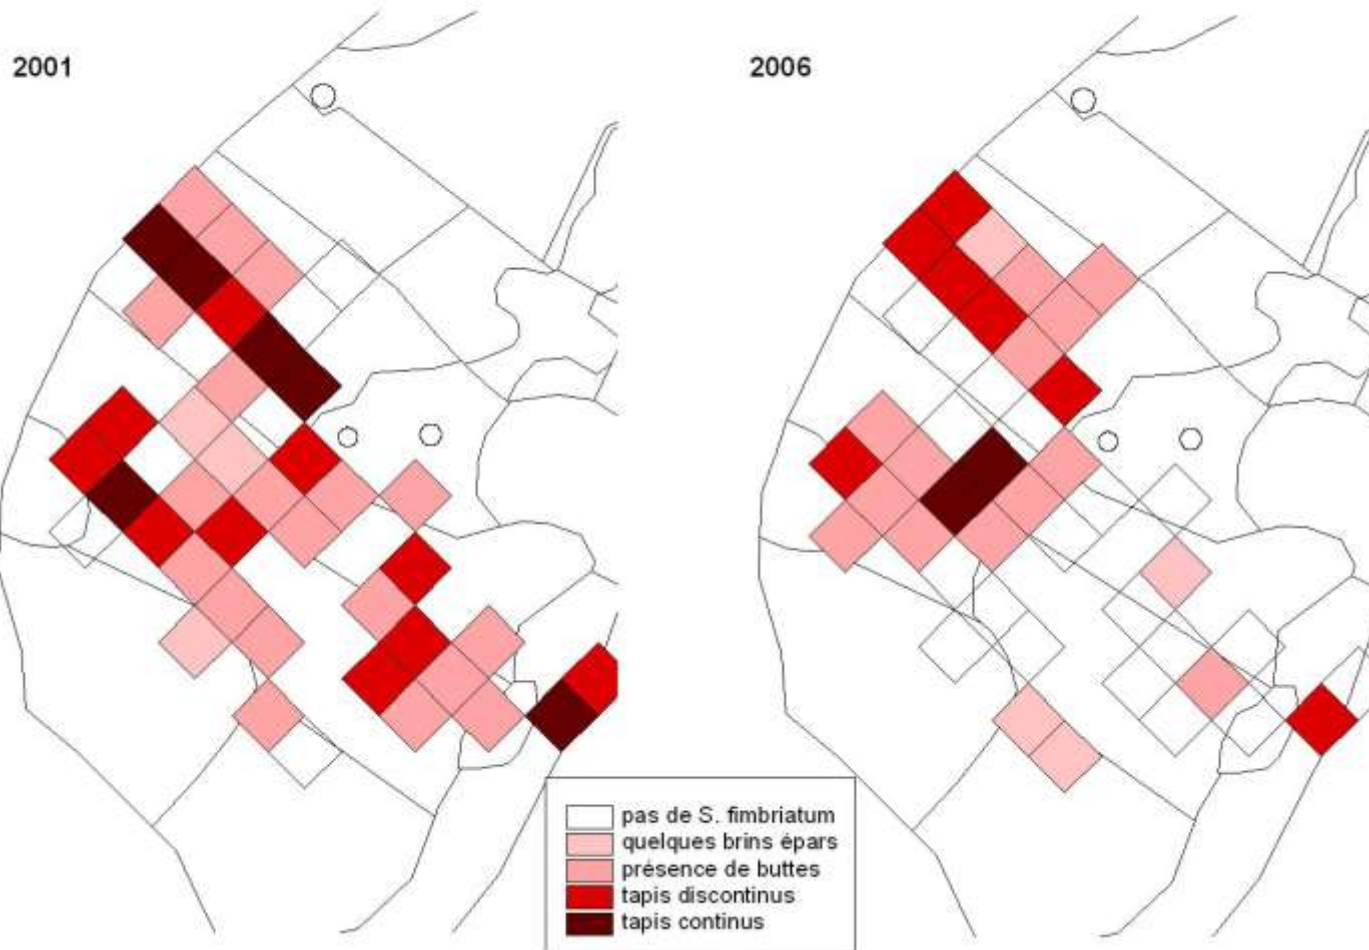 2001
2006
pas de S. fimbriatum
quelques brins épars
présence de buttes
tapis discontinus
tapis continus